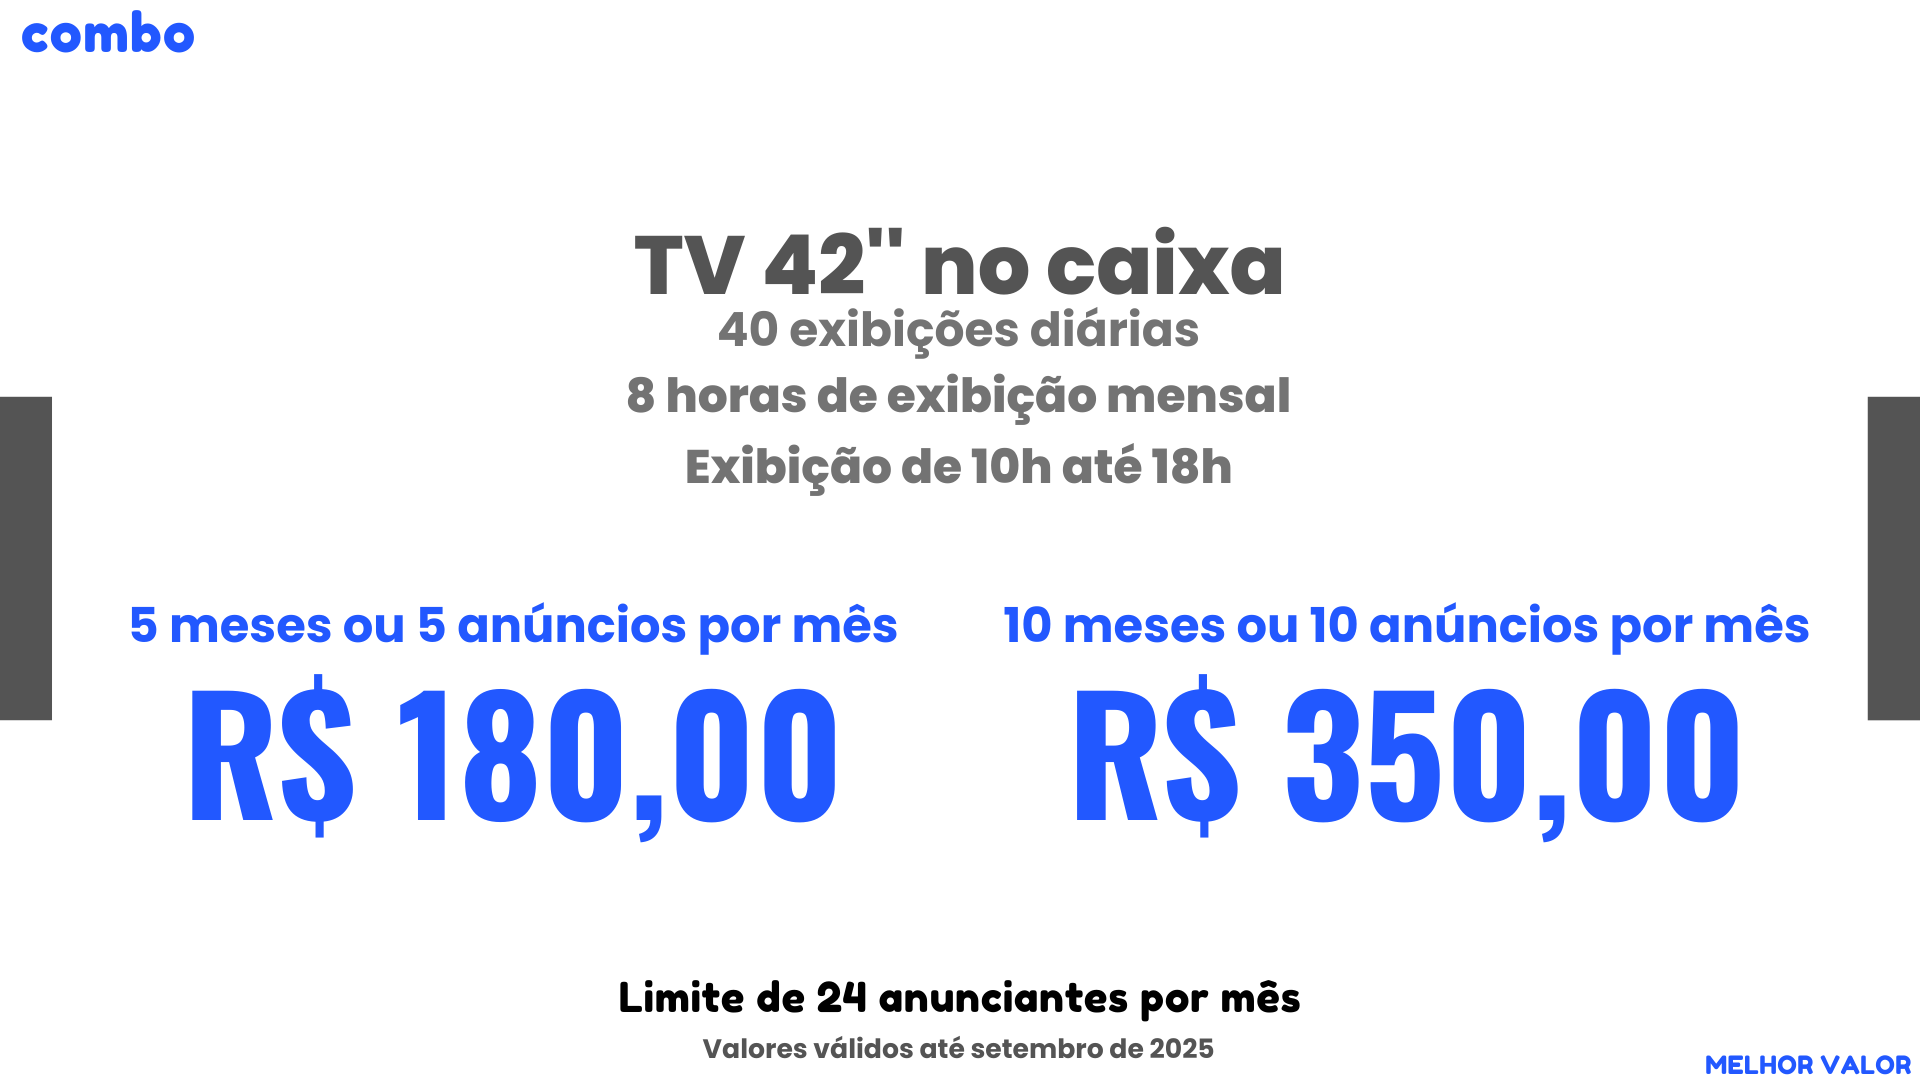 combo
TV 42" no caixa
40 exibições diárias
8 horas de exibição mensal
Exibição de 10h até 18h
5 meses ou 5 anúncios por mês
R$ 180,00
10 meses ou 10 anúncios por mês
R$ 350,00
Limite de 24 anunciantes por mês
Valores válidos até setembro de 2025
MELHOR VALOR